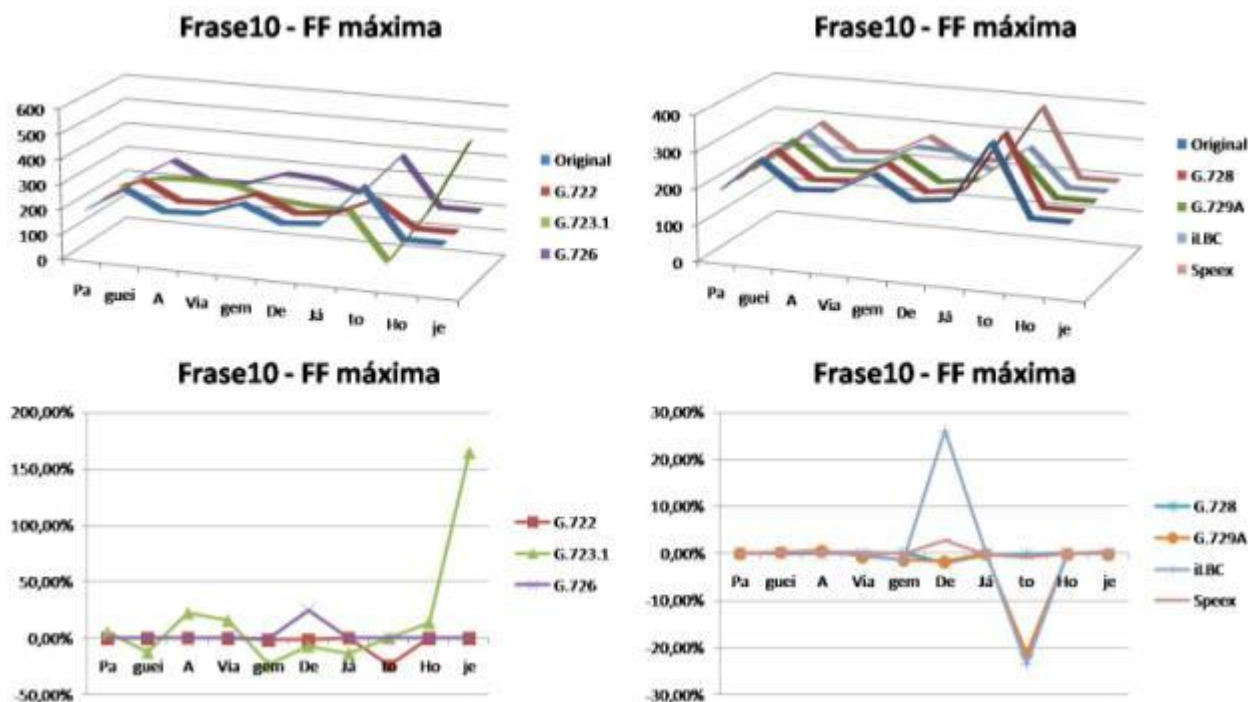 Frase10 - FF máxima
600
500
400
300
200
100
0
Pa guei A Via gem De Já to Ho je
Original
G.722
G.723.1
G.726
Frase10 - FF máxima
400
300
200
100
0
Pa guei A Via gem De Já to Ho je
Original
G.728
G.729A
iLBC
Speex
Frase10 - FF máxima
200,00%
150,00%
100,00%
50,00%
0,00%
-50,00%
Pa guei A Via gem De Já to Ho je
G.722
G.723.1
G.726
Frase10 - FF máxima
30,00%
20,00%
10,00%
0,00%
-10,00%
-20,00%
-30,00%
Pa guei A Via gem De Já to Ho je
G.728
G.729A
iLBC
Speex